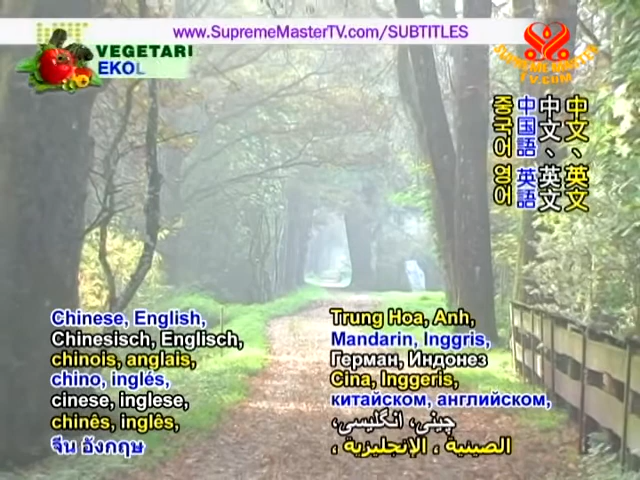 www.SupremeMasterTV.com/SUBTITLES
VEGETARI
EKOL
SUPREME MASTER
TV.COM
中文、英文
中文、英文
中国語 英語
중국어 영어
Chinese, English,
Chinesisch, Englisch,
chinois, anglais,
chino, inglés,
cinese, inglese,
chinês, inglês,
จีน อังกฤษ
Trung Hoa, Anh,
Mandarin, Inggris,
Герман, Индонез
Cina, Inggeris,
китайском, английском,
چینی، انگلیسی،
الصينية ، الإنجليزية ،